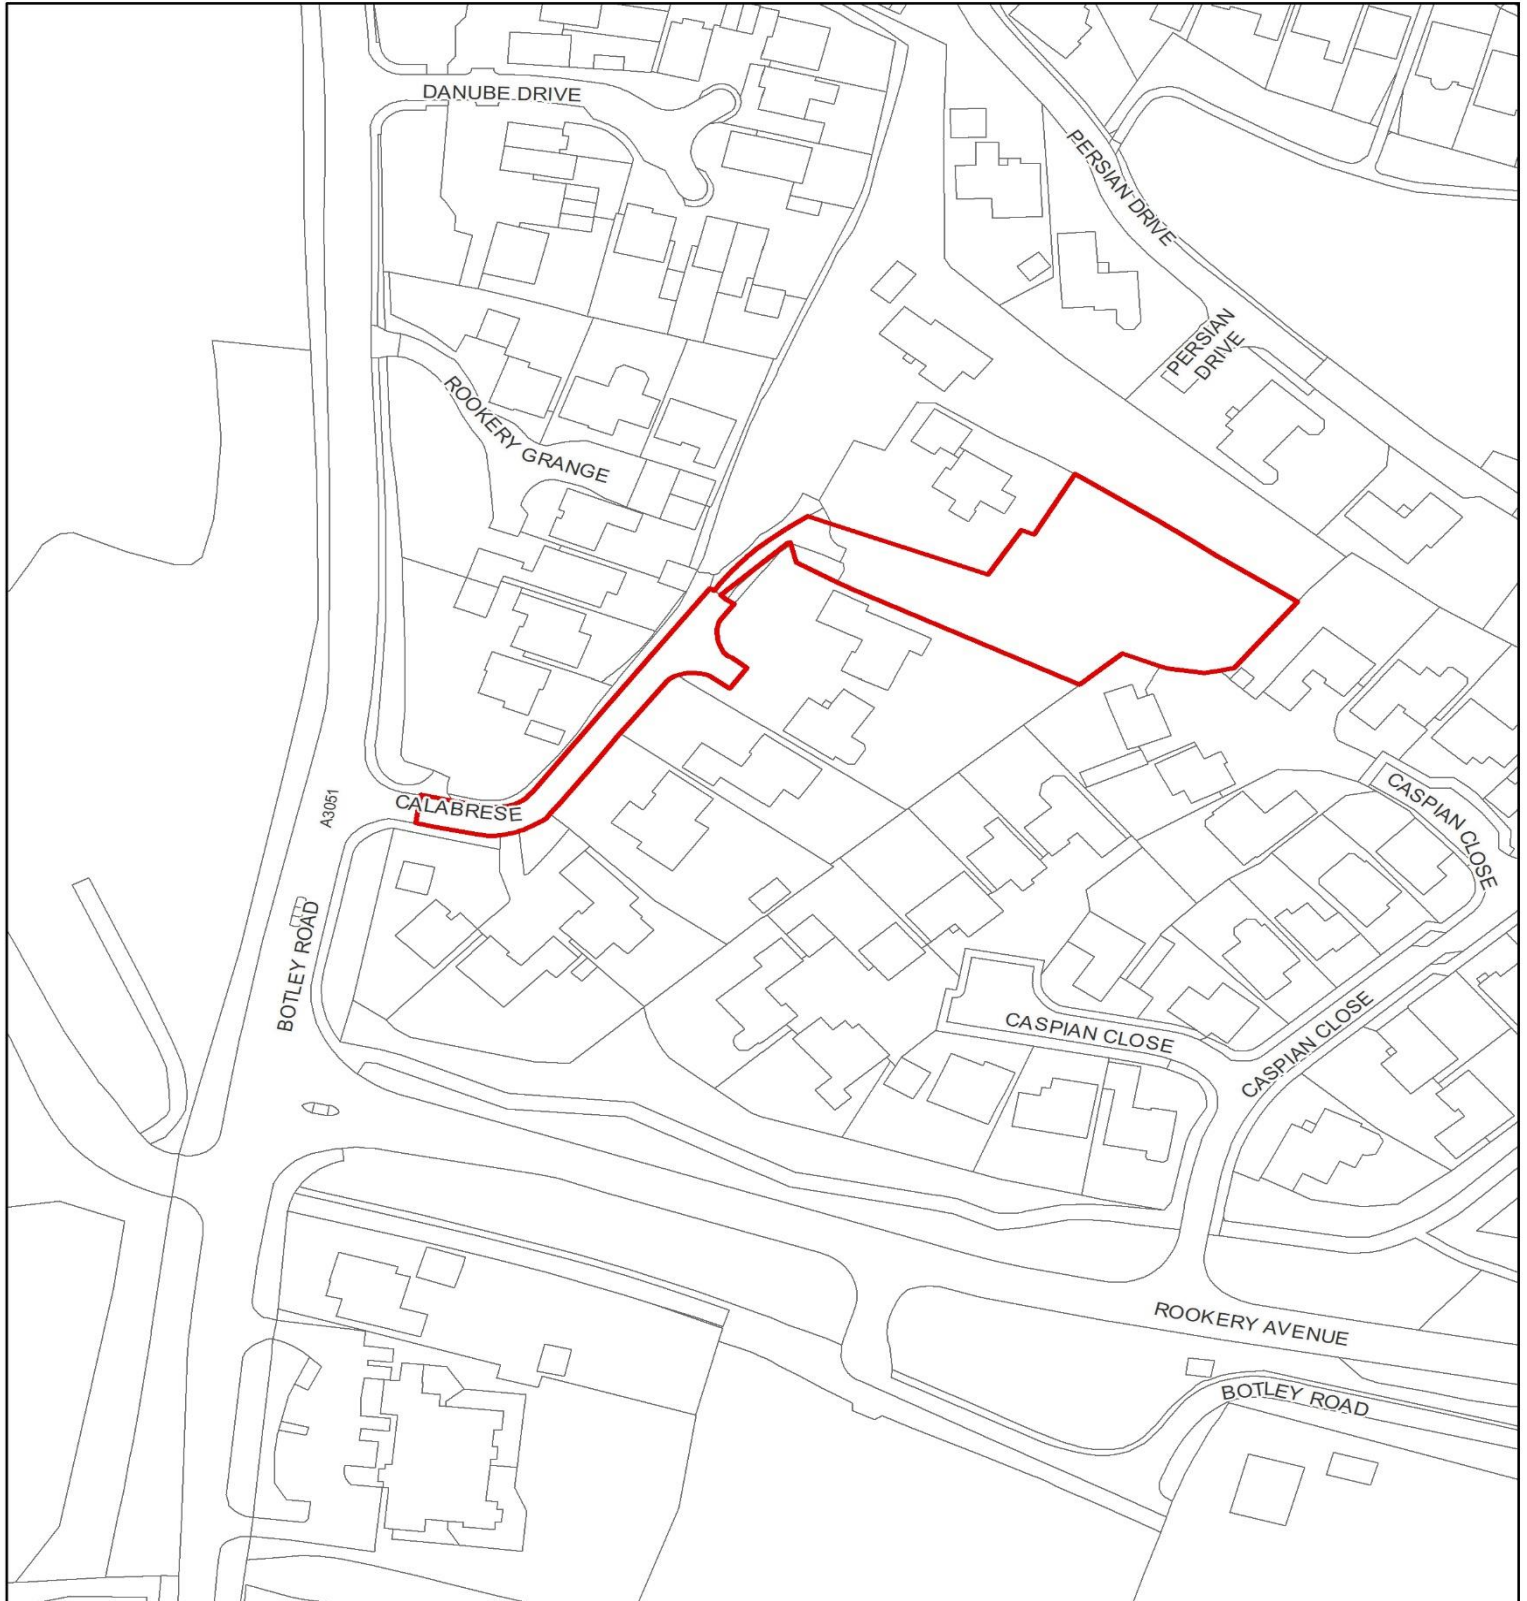 DANUBE DRIVE
PERSIAN DRIVE
PERSIAN
DRIVE
ROOKERY GRANGE
CALABRESE
A3051
CASPIAN CLOSE
BOTLEY ROAD
CASPIAN CLOSE
CASPIAN CLOSE
ROOKERY AVENUE
BOTLEY ROAD